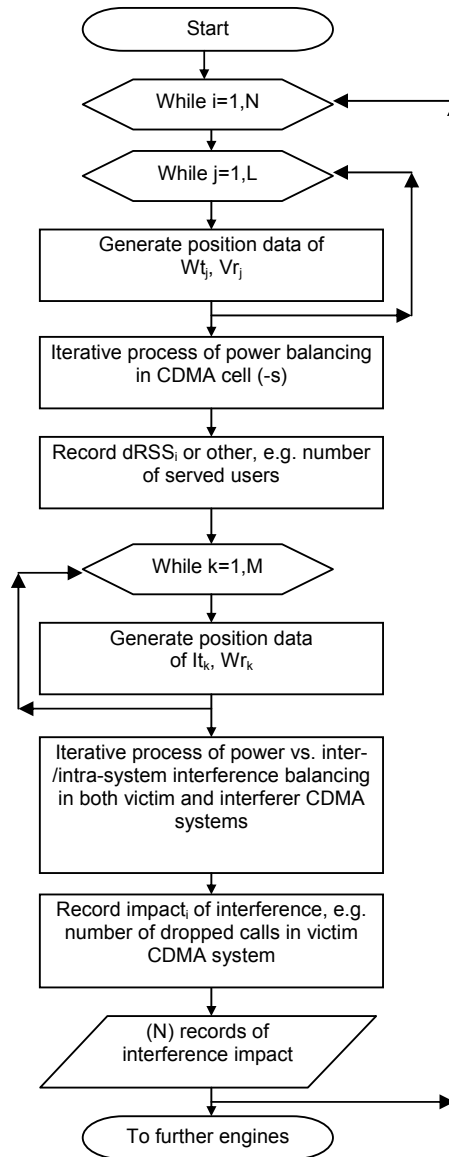 Start
While i=1,N
While j=1,L
Generate position data of
Wtj, Vrj
Iterative process of power balancing
in CDMA cell (-s)
Record dRSSi or other, e.g. number
of served users
While k=1,M
Generate position data
of Itk, Wrk
Iterative process of power vs. inter-
/intra-system interference balancing
in both victim and interferer CDMA
systems
Record impacti of interference, e.g.
number of dropped calls in victim
CDMA system
(N) records of
interference impact
To further engines